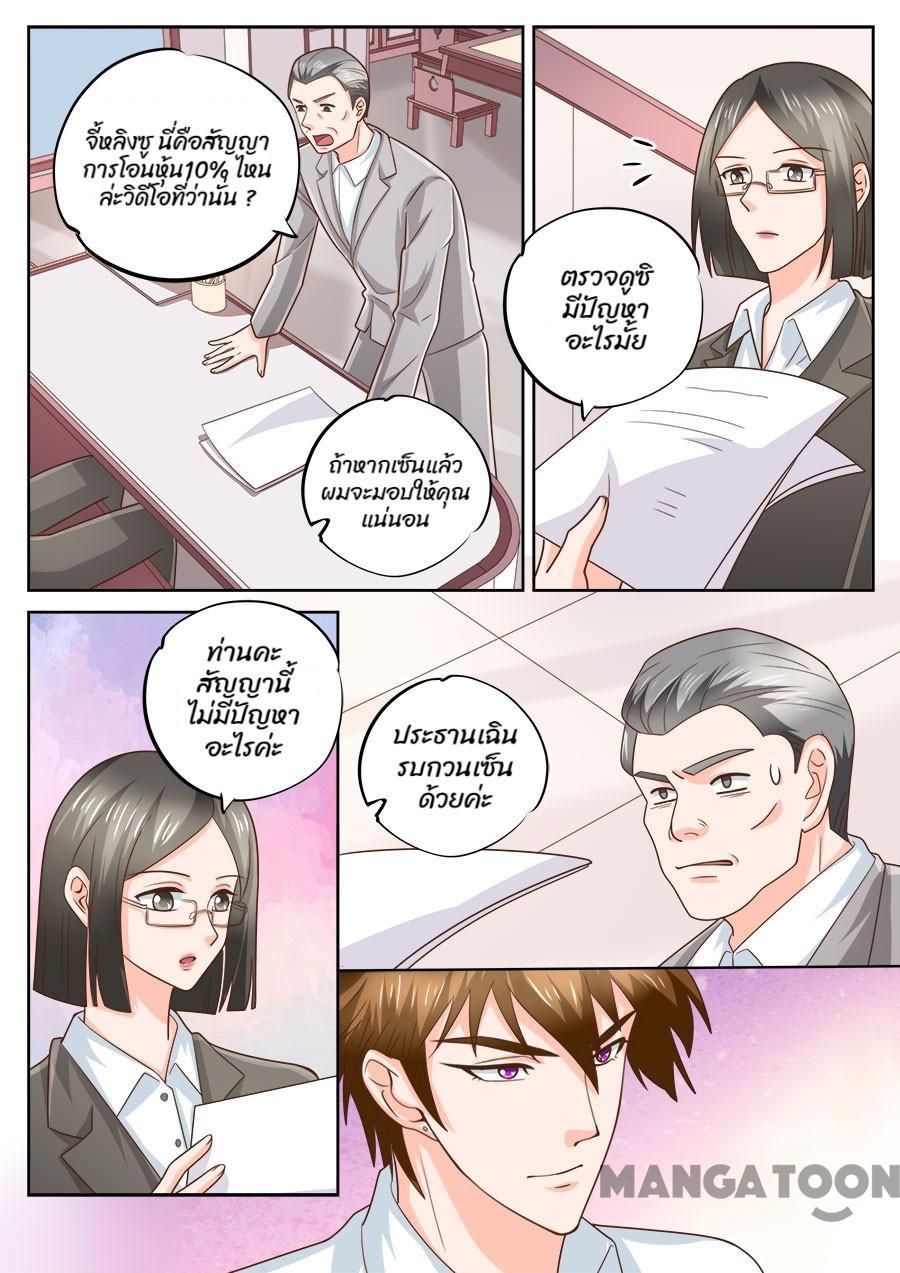 จี้หลิงซู นี่คือสัญญา
การโอนหุ้น10% ไหน
ล่ะวิดีโอที่ว่านั่น ?
ตรวจดูซิ
มีปัญหา
อะไรมั้ย
ถ้าหากเซ็นแล้ว
ผมจะมอบให้คุณ
แน่นอน
ท่านคะ
สัญญานี้
ไม่มีปัญหา
อะไรค่ะ
ประธานเฉิน
รบกวนเซ็น
ด้วยค่ะ
MANGATOON